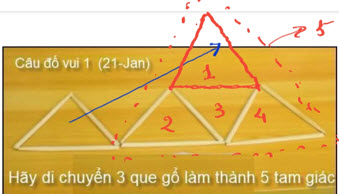 5
Câu đố vui 1 (21-Jan)
1
2 3 4
Hãy di chuyển 3 que gổ làm thành 5 tam giác